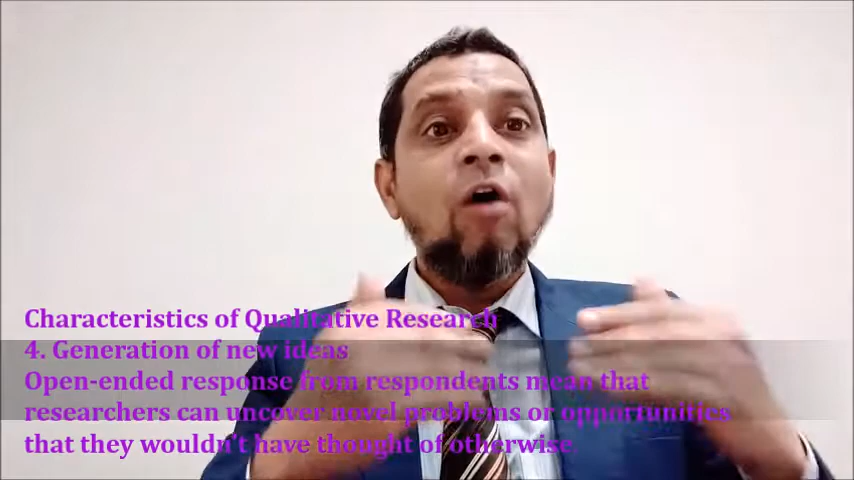 Characteristics of Qualitative Research
4. Generation of new ideas
Open-ended response from respondents mean that
researchers can uncover novel problems or opportunities
that they wouldn't have thought of otherwise.